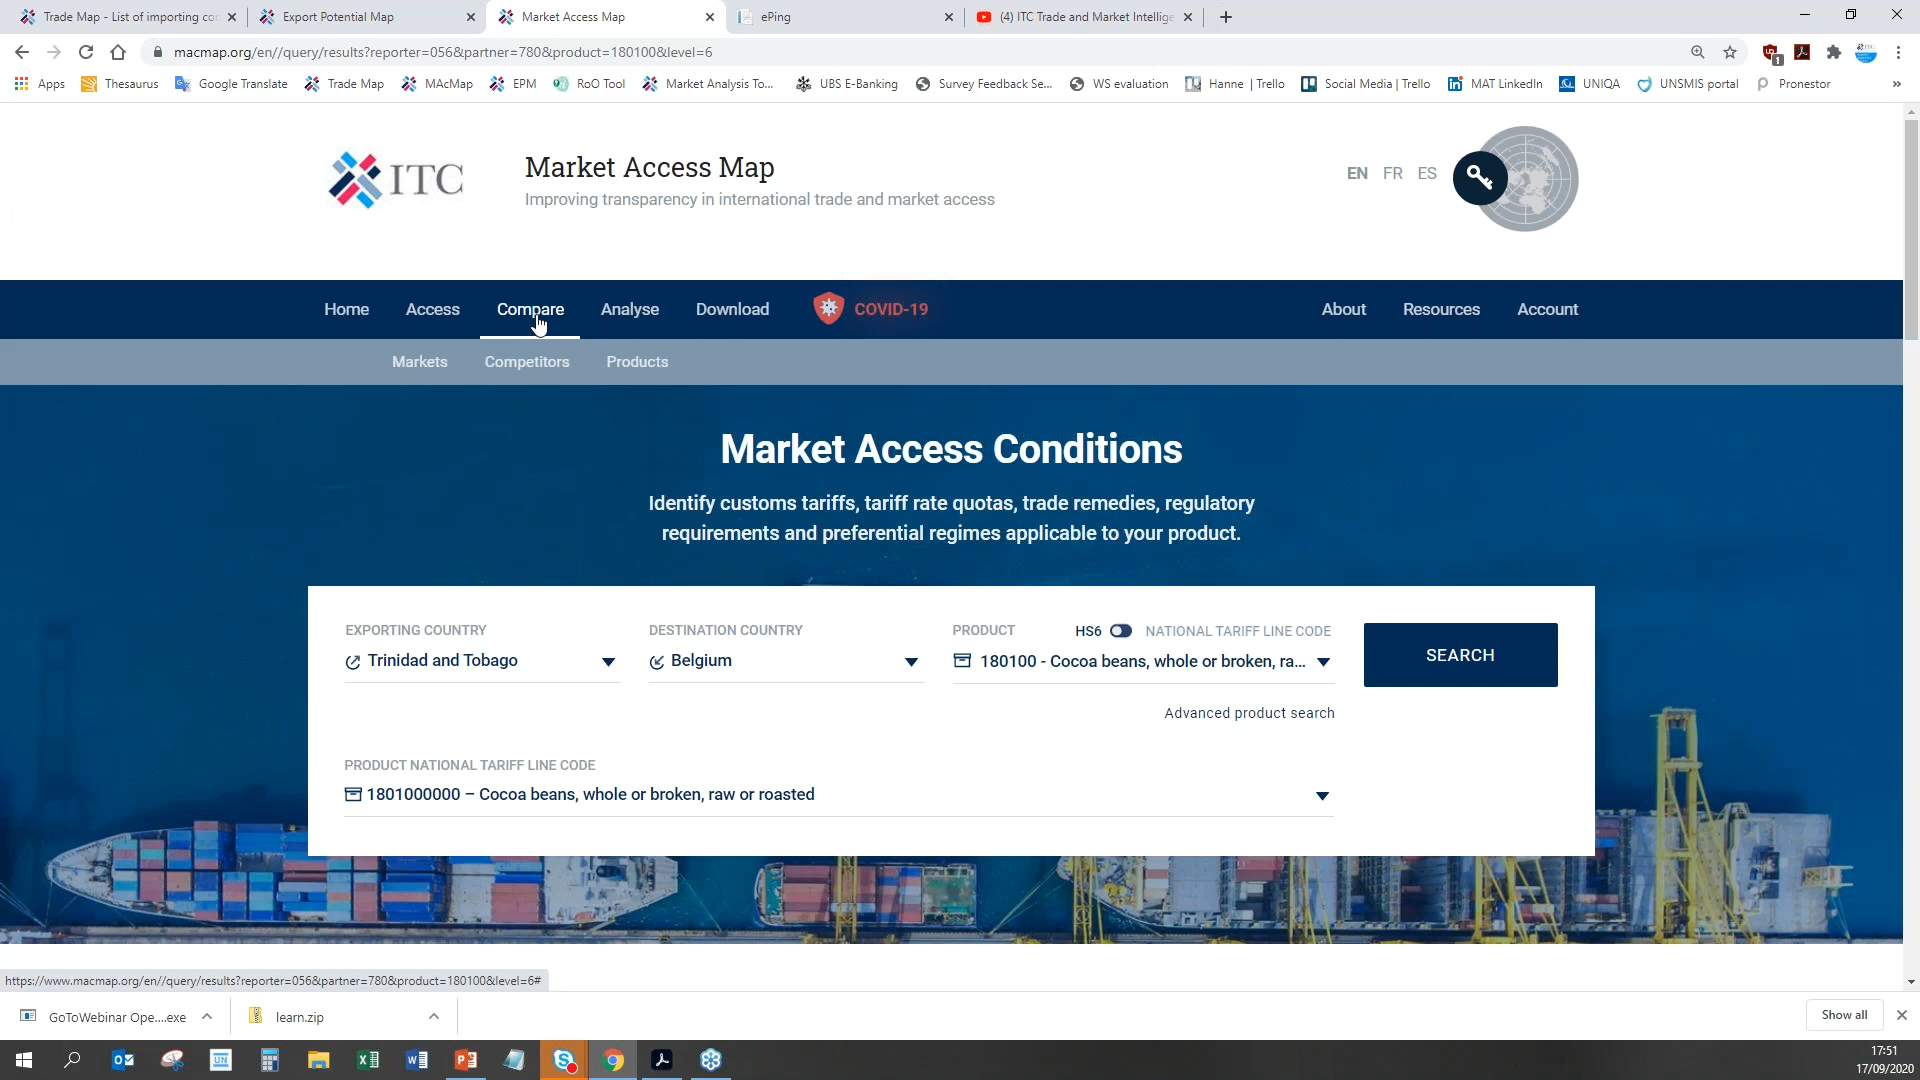 Trade Map - List of importing co
Export Potential Map
Market Access Map
ePing
(4) ITC Trade and Market Intellige
macmap.org/en//query/results?reporter=056&partner=780&product=180100&level=6
Apps
Thesaurus
Google Translate
Trade Map
MAcMap
EPM
RoO Tool
Market Analysis To...
UBS E-Banking
Survey Feedback Se...
WS evaluation
Hanne | Trello
Social Media | Trello
MAT LinkedIn
UNIQA
UNSMIS portal
Pronestor
»
ITC
Market Access Map
Improving transparency in international trade and market access
EN FR ES
Home Access Compare Analyse Download COVID-19 About Resources Account
Markets Competitors Products
Market Access Conditions
Identify customs tariffs, tariff rate quotas, trade remedies, regulatory
requirements and preferential regimes applicable to your product.
EXPORTING COUNTRY
Trinidad and Tobago
DESTINATION COUNTRY
Belgium
PRODUCT HS6 NATIONAL TARIFF LINE CODE
180100 - Cocoa beans, whole or broken, ra...
SEARCH
Advanced product search
PRODUCT NATIONAL TARIFF LINE CODE
1801000000 – Cocoa beans, whole or broken, raw or roasted
https://www.macmap.org/en//query/results?reporter=056&partner=780&product=180100&level=6#
GoToWebinar Ope....exe
learn.zip
Show all
17:51
17/09/2020